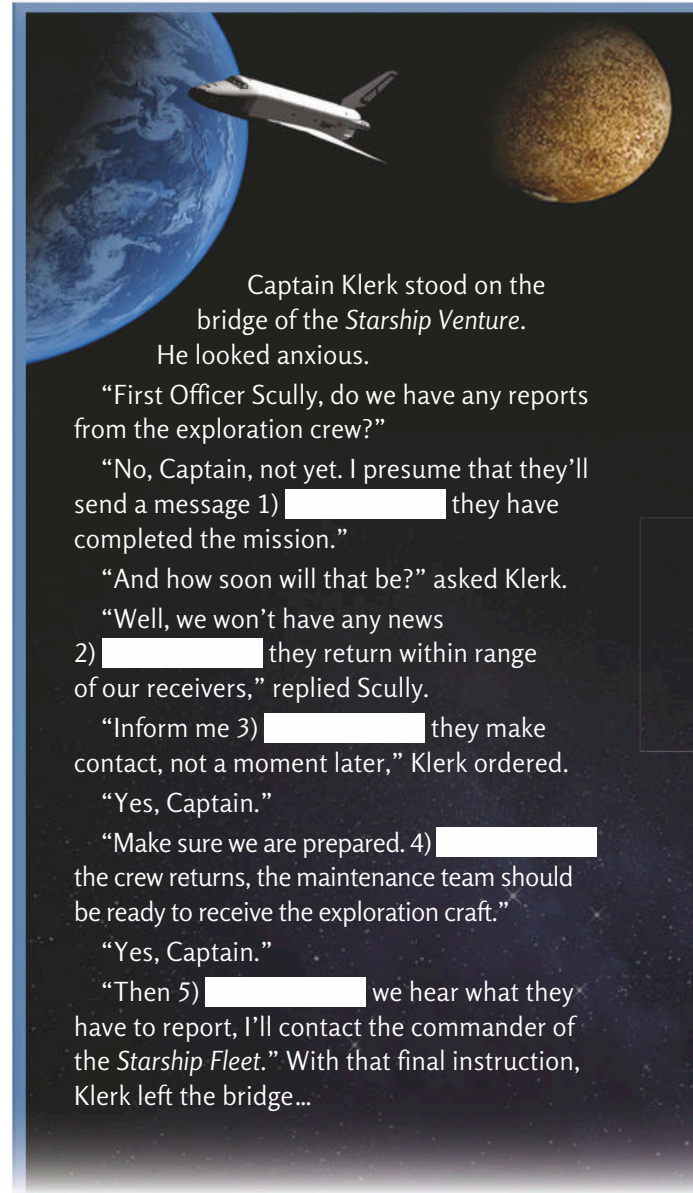 Captain Klerk stood on the
bridge of the Starship Venture.
He looked anxious.
“First Officer Scully, do we have any reports
from the exploration crew?”
“No, Captain, not yet. I presume that they’ll
send a message 1) they have
completed the mission.”
“And how soon will that be?” asked Klerk.
“Well, we won’t have any news
2) they return within range
of our receivers,” replied Scully.
“Inform me 3) they make
contact, not a moment later,” Klerk ordered.
“Yes, Captain.”
“Make sure we are prepared. 4)
the crew returns, the maintenance team should
be ready to receive the exploration craft.”
“Yes, Captain.”
“Then 5) we hear what they
have to report, I’ll contact the commander of
the Starship Fleet.” With that final instruction,
Klerk left the bridge...